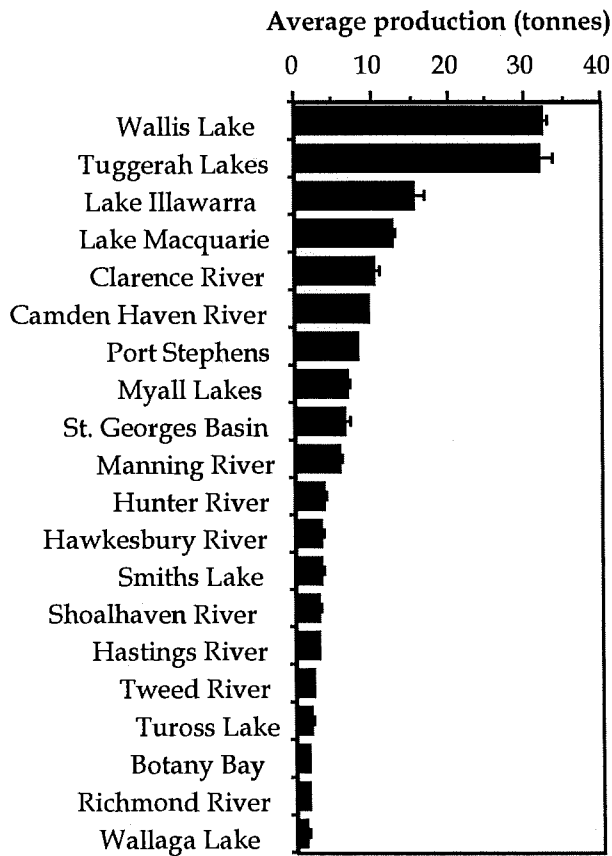 Average production (tonnes)
0 10 20 30 40
Wallis Lake
Tuggerah Lakes
Lake Illawarra
Lake Macquarie
Clarence River
Camden Haven River
Port Stephens
Myall Lakes
St. Georges Basin
Manning River
Hunter River
Hawkesbury River
Smiths Lake
Shoalhaven River
Hastings River
Tweed River
Tuross Lake
Botany Bay
Richmond River
Wallaga Lake